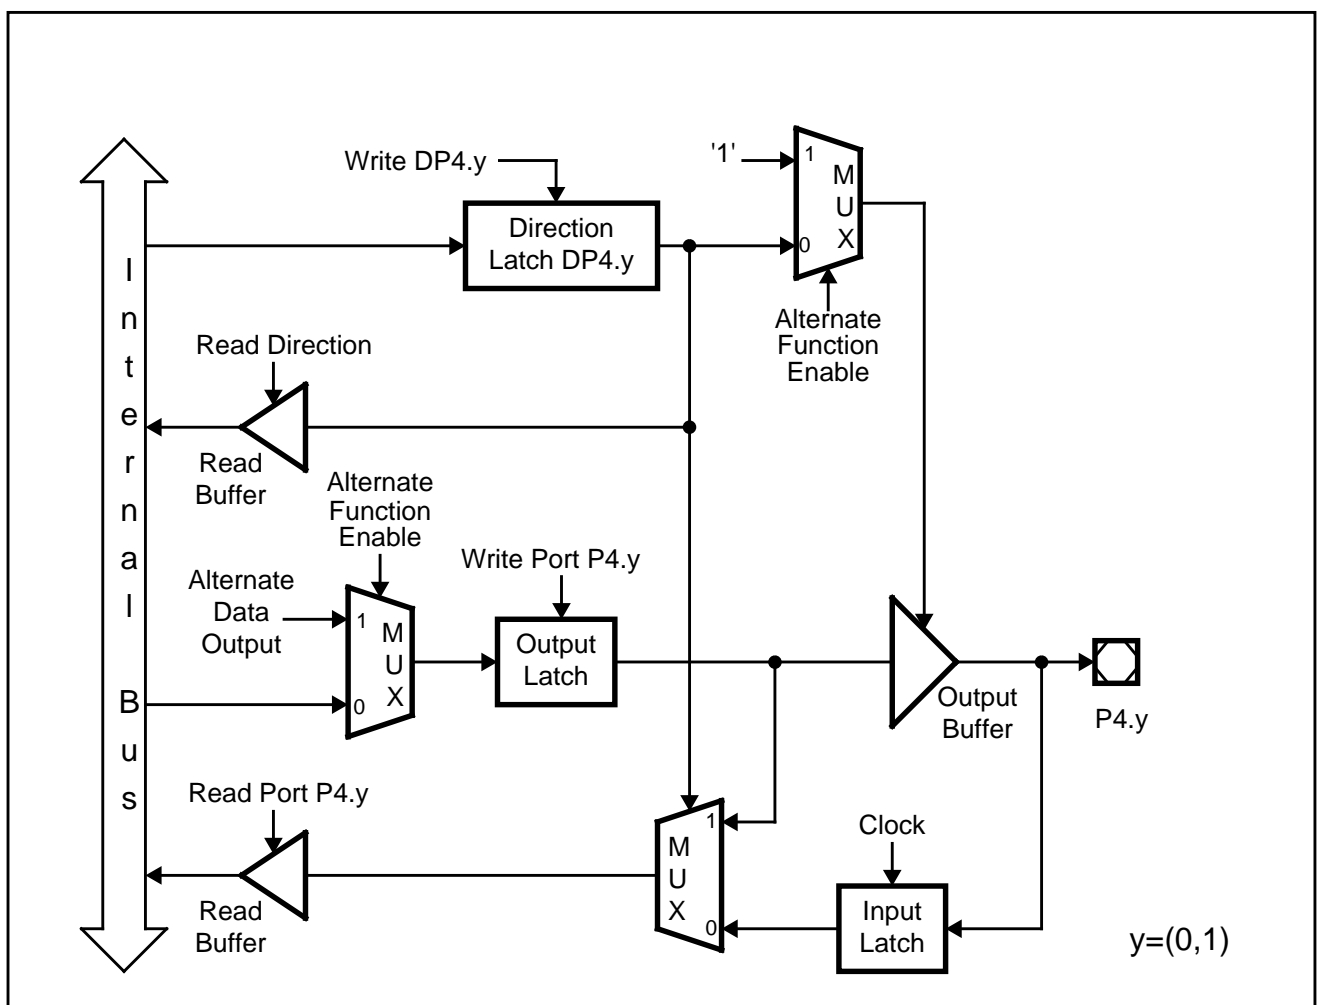 Write DP4.y
'1'
1
M
U
X
0
Direction
Latch DP4.y
Alternate
Function
Enable
Internal Bus
Read Direction
Read
Buffer
Alternate
Function
Enable
Write Port P4.y
Alternate
Data
Output
1
M
U
X
0
Output
Latch
Output
Buffer
P4.y
Read Port P4.y
Read
Buffer
1
M
U
X
0
Clock
Input
Latch
y=(0,1)